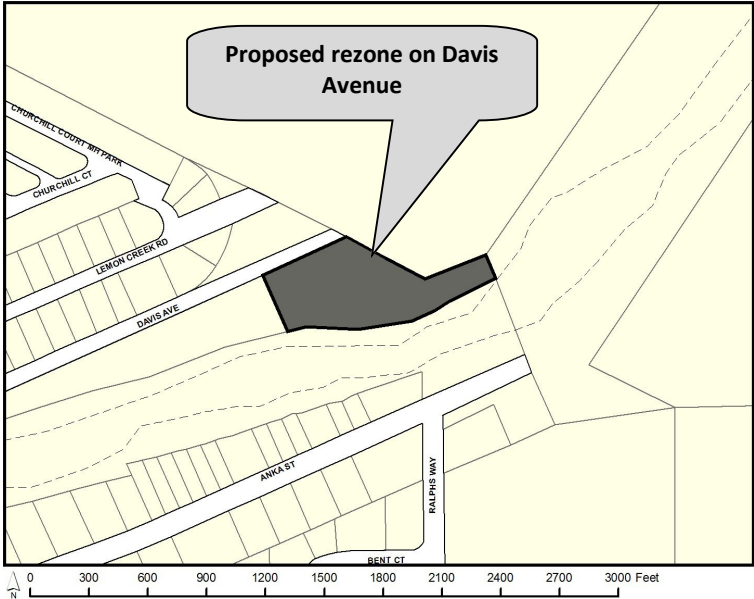 Proposed rezone on Davis
Avenue
CHURCHILL COURT MH PARK
CHURCHILL CT
LEMON CREEK RD
DAVIS AVE
ANKA ST
RALPHS WAY
BENT CT
N
0 300 600 900 1200 1500 1800 2100 2400 2700 3000 Feet